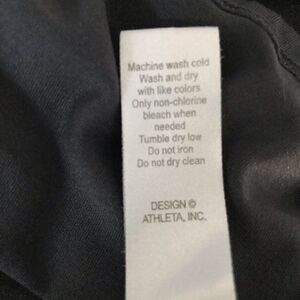 Machine wash cold
Wash and dry
with like colors
Only non-chlorine
bleach when
needed
Tumble dry low
Do not iron
Do not dry clean
DESIGN ©
ATHLETA, INC.